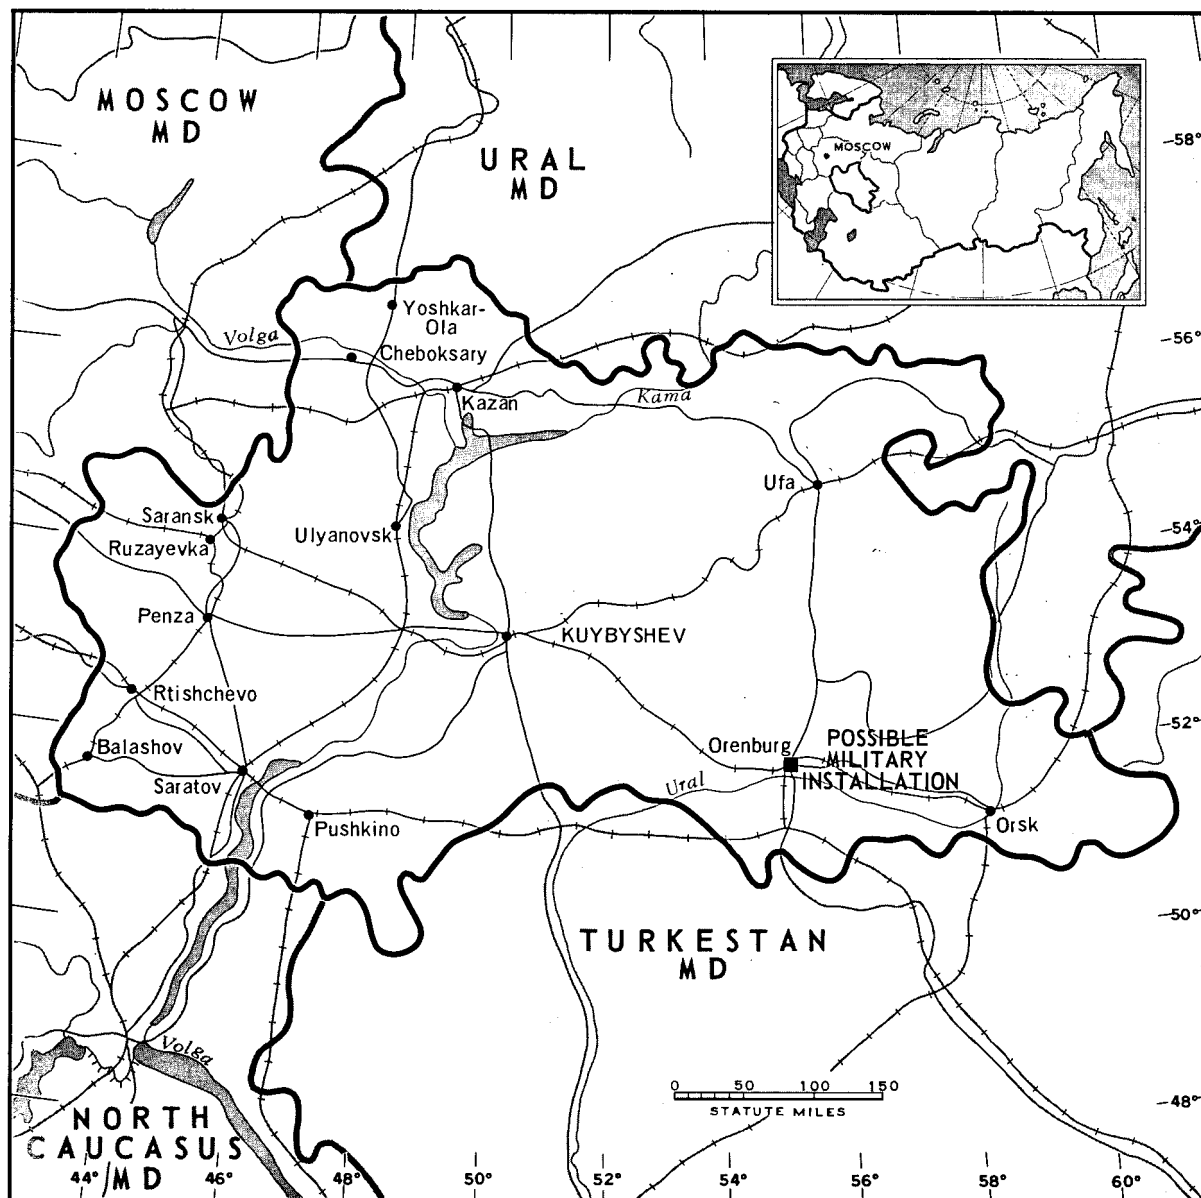 MOSCOW
MD
URAL
MD
MOSCOW
58°
Yoshkar-
Ola
Volga
Cheboksary
56°
Kazan
Kama
Ufa
Saransk
Ulyanovsk
54°
Ruzayevka
Penza
KUYBYSHEV
Rtishchevo
52°
Balashov
Orenburg
POSSIBLE
MILITARY
INSTALLATION
Saratov
Ural
Pushkino
Orsk
50°
TURKESTAN
MD
Volga
0 50 100 150
STATUTE MILES
48°
NORTH
CAUCASUS
MD
44° 46° 48° 50° 52° 54° 56° 58° 60°